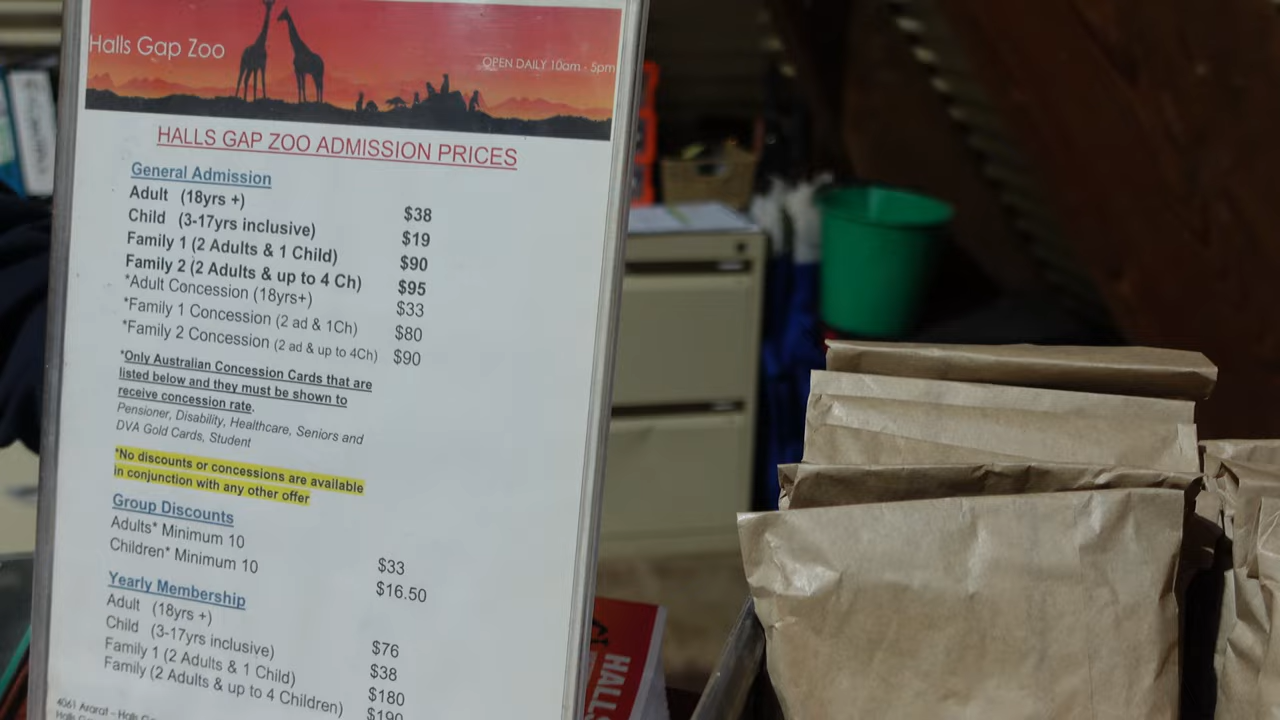 Halls Gap Zoo
OPEN DAILY 10am - 5pm
HALLS GAP ZOO ADMISSION PRICES
General Admission
Adult (18yrs +) $38
Child (3-17yrs inclusive) $19
Family 1 (2 Adults & 1 Child) $90
Family 2 (2 Adults & up to 4 Ch) $95
*Adult Concession (18yrs+) $33
*Family 1 Concession (2 ad & 1Ch) $80
*Family 2 Concession (2 ad & up to 4Ch) $90
*Only Australian Concession Cards that are
listed below and they must be shown to
receive concession rate.
Pensioner, Disability, Healthcare, Seniors and
DVA Gold Cards, Student
*No discounts or concessions are available
in conjunction with any other offer
Group Discounts
Adults* Minimum 10 $33
Children* Minimum 10 $16.50
Yearly Membership
Adult (18yrs +) $76
Child (3-17yrs inclusive) $38
Family 1 (2 Adults & 1 Child) $180
Family (2 Adults & up to 4 Children) $190
4061 Ararat - Halls
Halls
HALLS